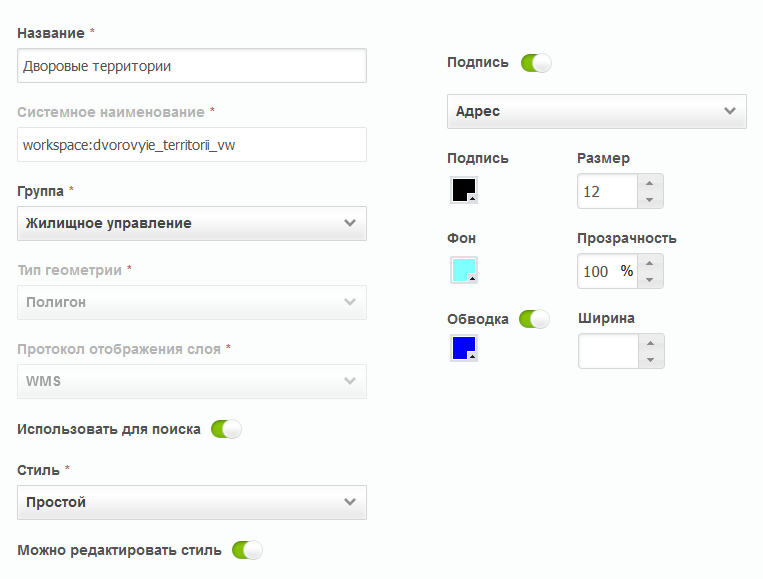 Название *
Дворовые территории
Системное наименование *
workspace:dvorovyie_territorii_vw
Группа *
Жилищное управление
Тип геометрии *
Полигон
Протокол отображения слоя *
WMS
Использовать для поиска
Стиль *
Простой
Можно редактировать стиль
Подпись
Адрес
Подпись Размер
12
Фон Прозрачность
100 %
Обводка Ширина